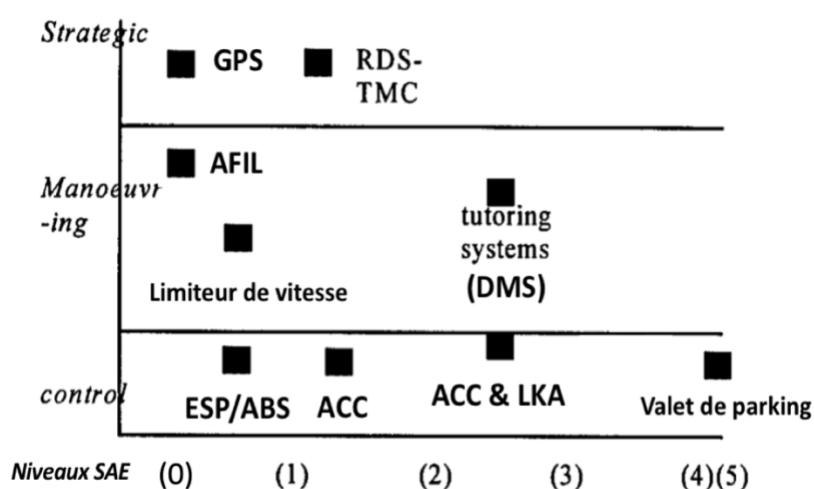 Strategic
GPS
RDS-
TMC
AFIL
Manoeuvr
-ing
tutoring
systems
(DMS)
Limiteur de vitesse
control
ESP/ABS
ACC
ACC & LKA
Valet de parking
Niveaux SAE (0) (1) (2) (3) (4)(5)